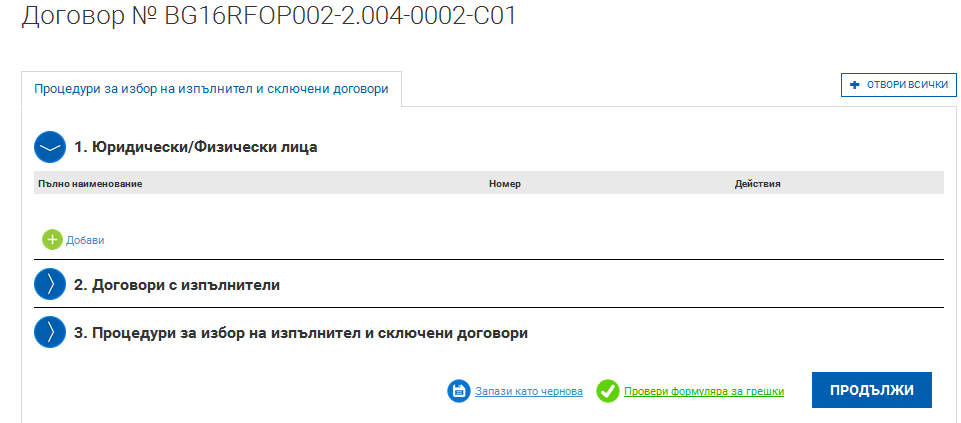 Договор № BG16RFOP002-2.004-0002-C01
Процедури за избор на изпълнител и сключени договори
ОТВОРИ ВСИЧКИ
1. Юридически/Физически лица
Пълно наименование Номер Действия
Добави
2. Договори с изпълнители
3. Процедури за избор на изпълнител и сключени договори
Запази като чернова Провери формуляра за грешки ПРОДЪЛЖИ